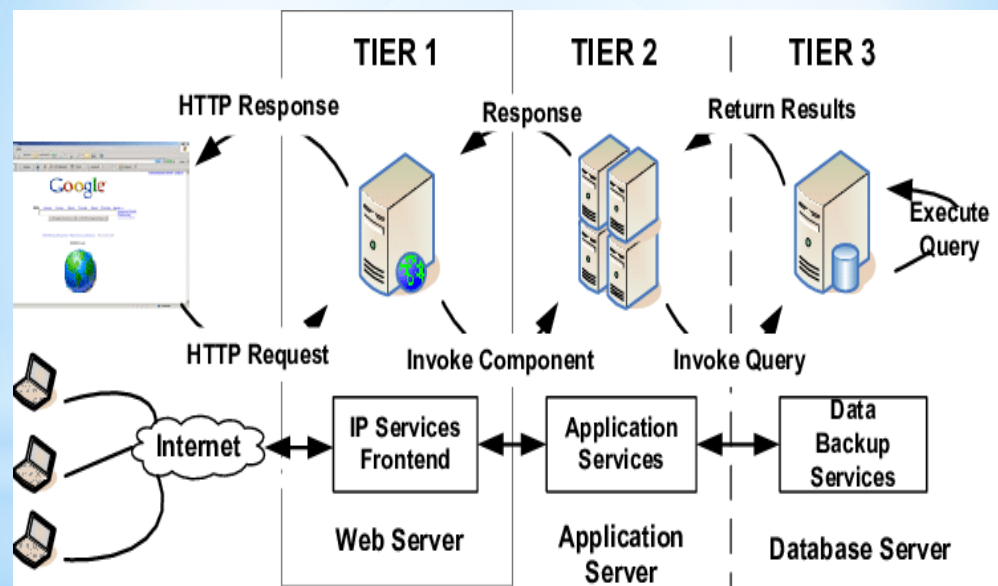 TIER 1
TIER 2
TIER 3
HTTP Response
Response
Return Results
Google
Execute
Query
HTTP Request
Invoke Component
Invoke Query
Internet
IP Services
Frontend
Application
Services
Data
Backup
Services
Web Server
Application
Server
Database Server